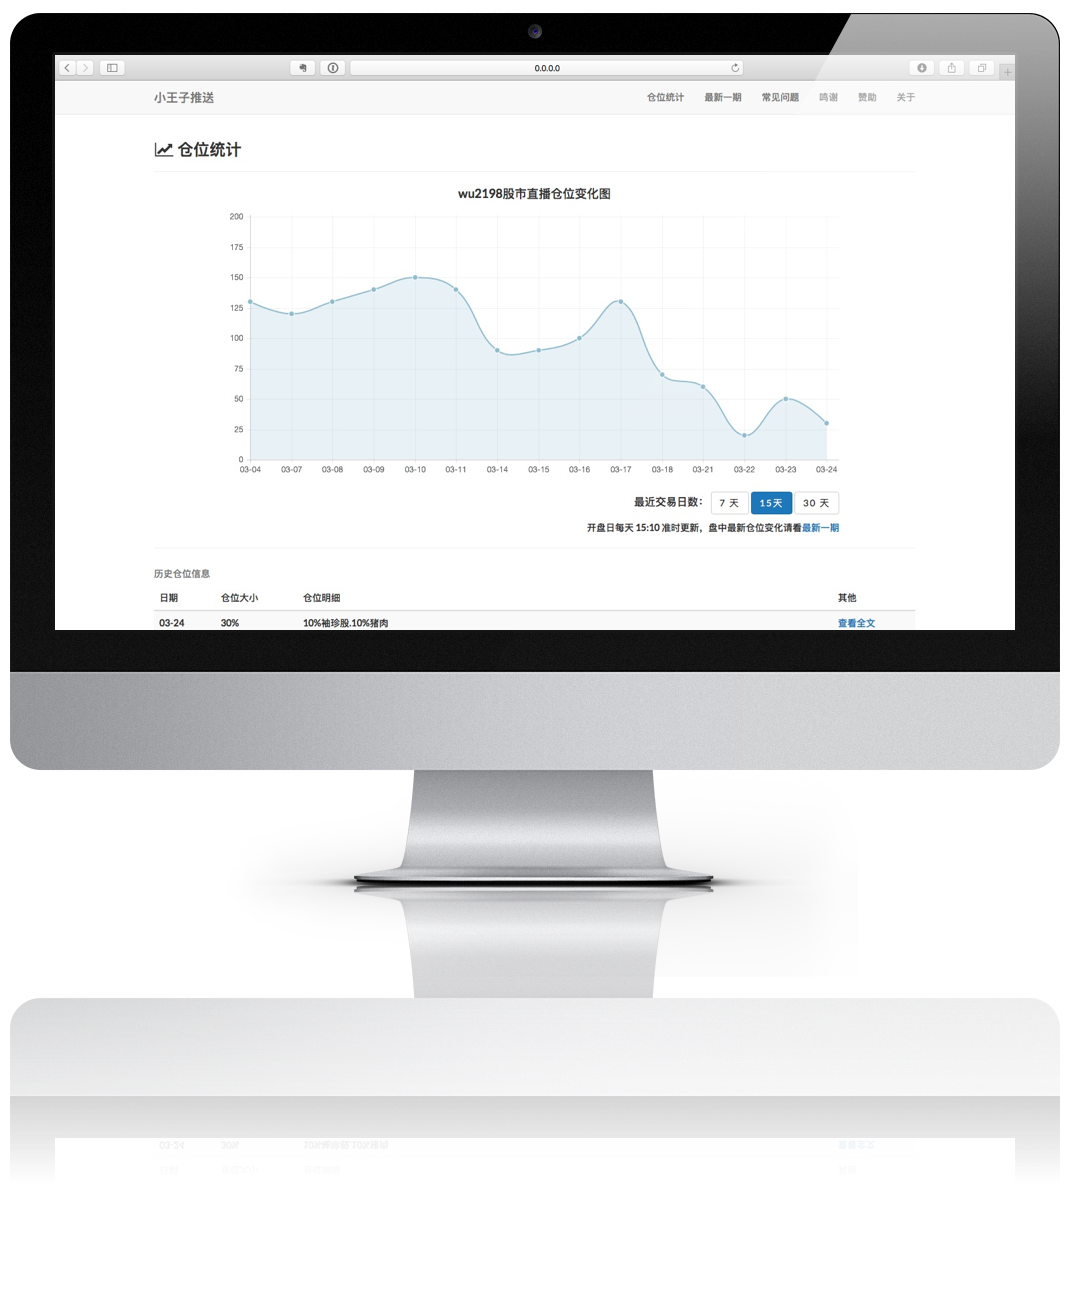 0.0.0.0
小王子推送 仓位统计 最新一期 常见问题 鸣谢 赞助 关于
仓位统计
wu2198股市直播仓位变化图
200
175
150
125
100
75
50
25
0
03-04 03-07 03-08 03-09 03-10 03-11 03-14 03-15 03-16 03-17 03-18 03-21 03-22 03-23 03-24
最近交易日数: 7 天 15天 30 天
开盘日每天 15:10 准时更新，盘中最新仓位变化请看最新一期
历史仓位信息
日期 仓位大小 仓位明细 其他
03-24 30% 10%袖珍股.10%猪肉 查看全文